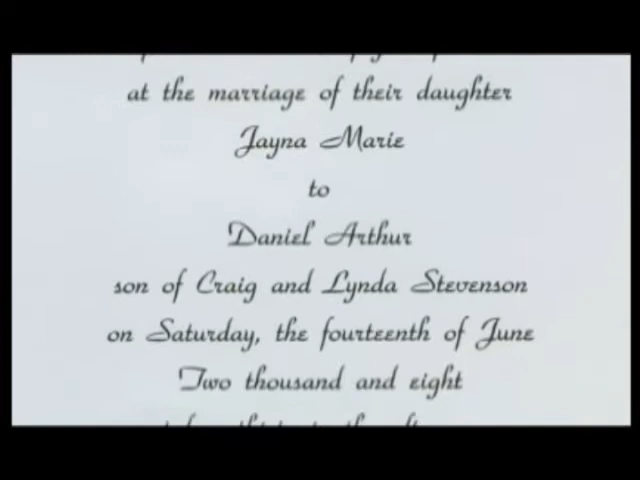 at the marriage of their daughter
Jayna Marie
to
Daniel Arthur
son of Craig and Lynda Stevenson
on Saturday, the fourteenth of June
Two thousand and eight